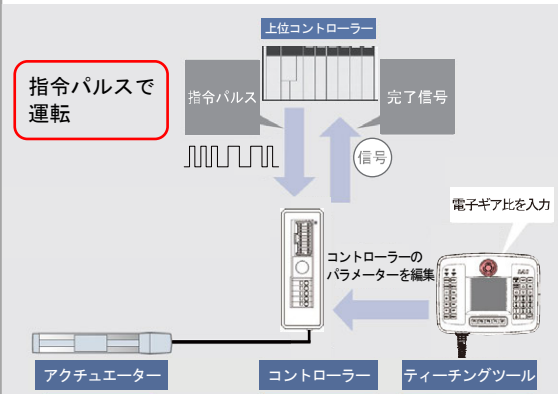 上位コントローラー
指令パルスで
運転
指令パルス
完了信号
信号
電子ギア比を入力
コントローラーの
パラメーターを編集
アクチュエーター
コントローラー
ティーチングツール